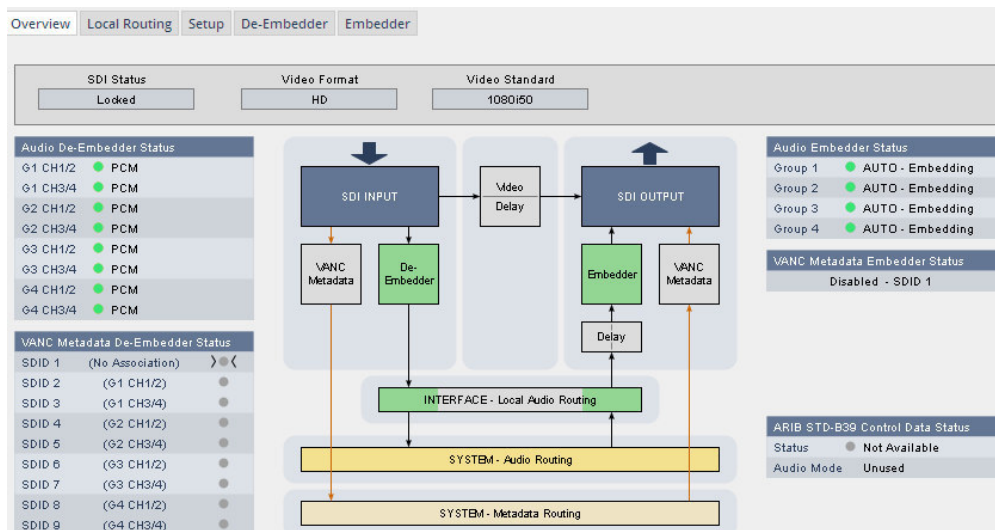 Overview
Local Routing
Setup
De-Embedder
Embedder
SDI Status
Video Format
Video Standard
Locked
HD
1080i50
Audio De-Embedder Status
G1 CH1/2 PCM
G1 CH3/4 PCM
G2 CH1/2 PCM
G2 CH3/4 PCM
G3 CH1/2 PCM
G3 CH3/4 PCM
G4 CH1/2 PCM
G4 CH3/4 PCM
VANC Metadata De-Embedder Status
SDID 1 (No Association)
SDID 2 (G1 CH1/2)
SDID 3 (G1 CH3/4)
SDID 4 (G2 CH1/2)
SDID 5 (G2 CH3/4)
SDID 6 (G3 CH1/2)
SDID 7 (G3 CH3/4)
SDID 8 (G4 CH1/2)
SDID 9 (G4 CH3/4)
SDI INPUT
Video
Delay
SDI OUTPUT
VANC
Metadata
De-
Embedder
Embedder
VANC
Metadata
Delay
INTERFACE - Local Audio Routing
SYSTEM - Audio Routing
SYSTEM - Metadata Routing
Audio Embedder Status
Group 1 AUTO - Embedding
Group 2 AUTO - Embedding
Group 3 AUTO - Embedding
Group 4 AUTO - Embedding
VANC Metadata Embedder Status
Disabled - SDID 1
ARIB STD-B39 Control Data Status
Status Not Available
Audio Mode Unused